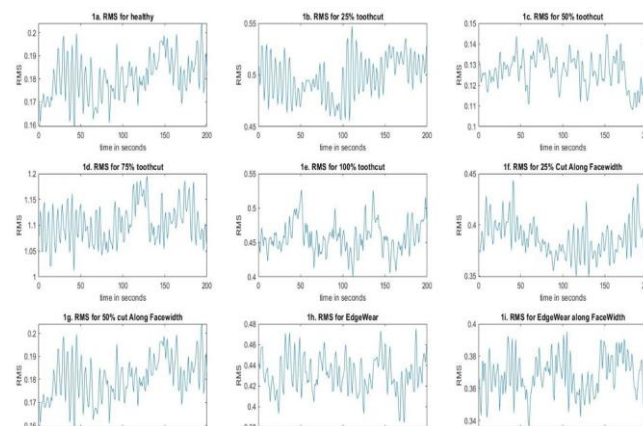 1a. RMS for healthy
0.2
0.19
0.18
0.17
0.16
RMS
0 50 100 150 200
time in seconds
1b. RMS for 25% toothcut
0.55
0.5
0.45
RMS
0 50 100 150 200
time in seconds
1c. RMS for 50% toothcut
0.15
0.14
0.13
0.12
0.11
0.1
RMS
0 50 100 150 200
time in seconds
1d. RMS for 75% toothcut
1.2
1.15
1.1
1.05
1
RMS
0 50 100 150 200
time in seconds
1e. RMS for 100% toothcut
0.55
0.5
0.45
0.4
RMS
0 50 100 150 200
time in seconds
1f. RMS for 25% Cut Along Facewidth
0.45
0.4
0.35
RMS
0 50 100 150 200
time in seconds
1g. RMS for 50% cut Along Facewidth
0.2
0.19
0.18
0.17
0.16
RMS
1h. RMS for EdgeWear
0.48
0.46
0.44
0.42
0.4
RMS
1i. RMS for EdgeWear along FaceWidth
0.4
0.38
0.36
0.34
RMS